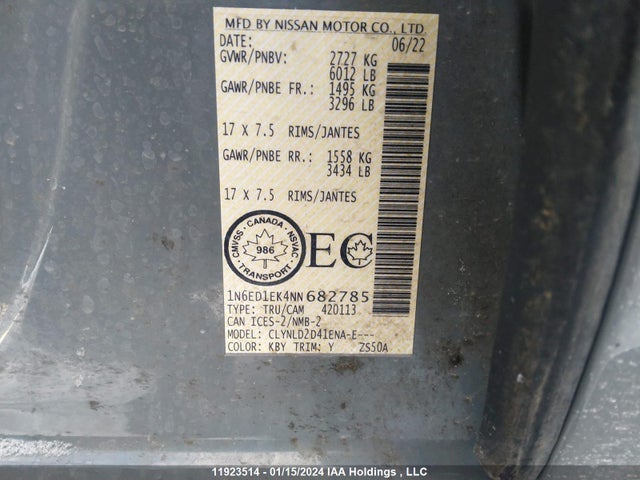 MFD BY NISSAN MOTOR CO., LTD.
DATE: 06/22
GVWR/PNBV: 2727 KG
6012 LB
GAWR/PNBE FR.: 1495 KG
3296 LB
17 X 7.5 RIMS/JANTES
GAWR/PNBE RR.: 1558 KG
3434 LB
17 X 7.5 RIMS/JANTES
CMVSS - CANADA - NSVAC
986
TRANSPORT
EC
1N6ED1EK4NN682785
TYPE: TRU/CAM 420113
CAN ICES-2/NMB-2
MODEL: CLYNLD2D41ENA-E---
COLOR: KBY TRIM: Y ZS50A
11923514 - 01/15/2024 IAA Holdings , LLC